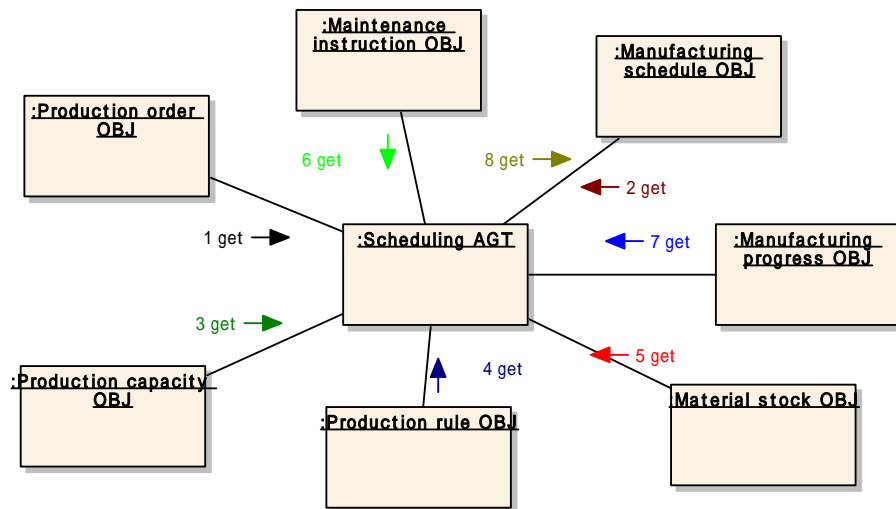 :Maintenance
instruction OBJ
:Manufacturing
schedule OBJ
:Production order
OBJ
6 get
8 get
2 get
1 get
:Scheduling AGT
7 get
:Manufacturing
progress OBJ
3 get
4 get
5 get
:Production capacity
OBJ
:Production rule OBJ
:Material stock OBJ